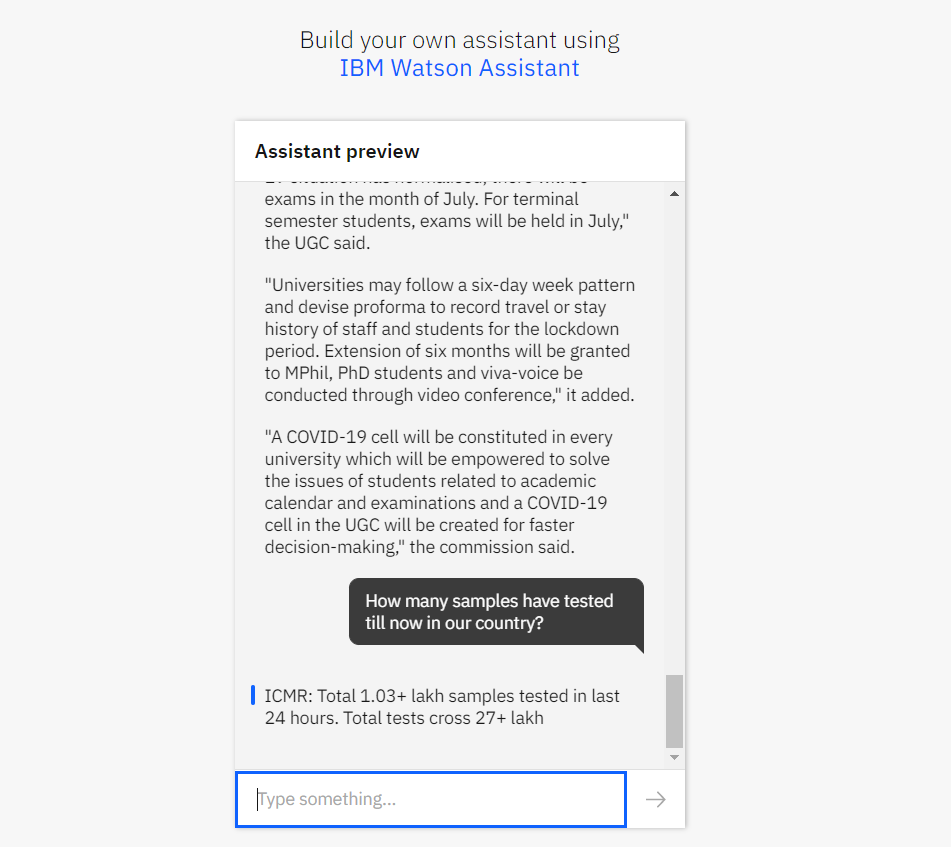 Build your own assistant using
IBM Watson Assistant
Assistant preview
exams in the month of July. For terminal
semester students, exams will be held in July,"
the UGC said.
"Universities may follow a six-day week pattern
and devise proforma to record travel or stay
history of staff and students for the lockdown
period. Extension of six months will be granted
to MPhil, PhD students and viva-voice be
conducted through video conference," it added.
"A COVID-19 cell will be constituted in every
university which will be empowered to solve
the issues of students related to academic
calendar and examinations and a COVID-19
cell in the UGC will be created for faster
decision-making," the commission said.
How many samples have tested
till now in our country?
ICMR: Total 1.03+ lakh samples tested in last
24 hours. Total tests cross 27+ lakh
Type something...